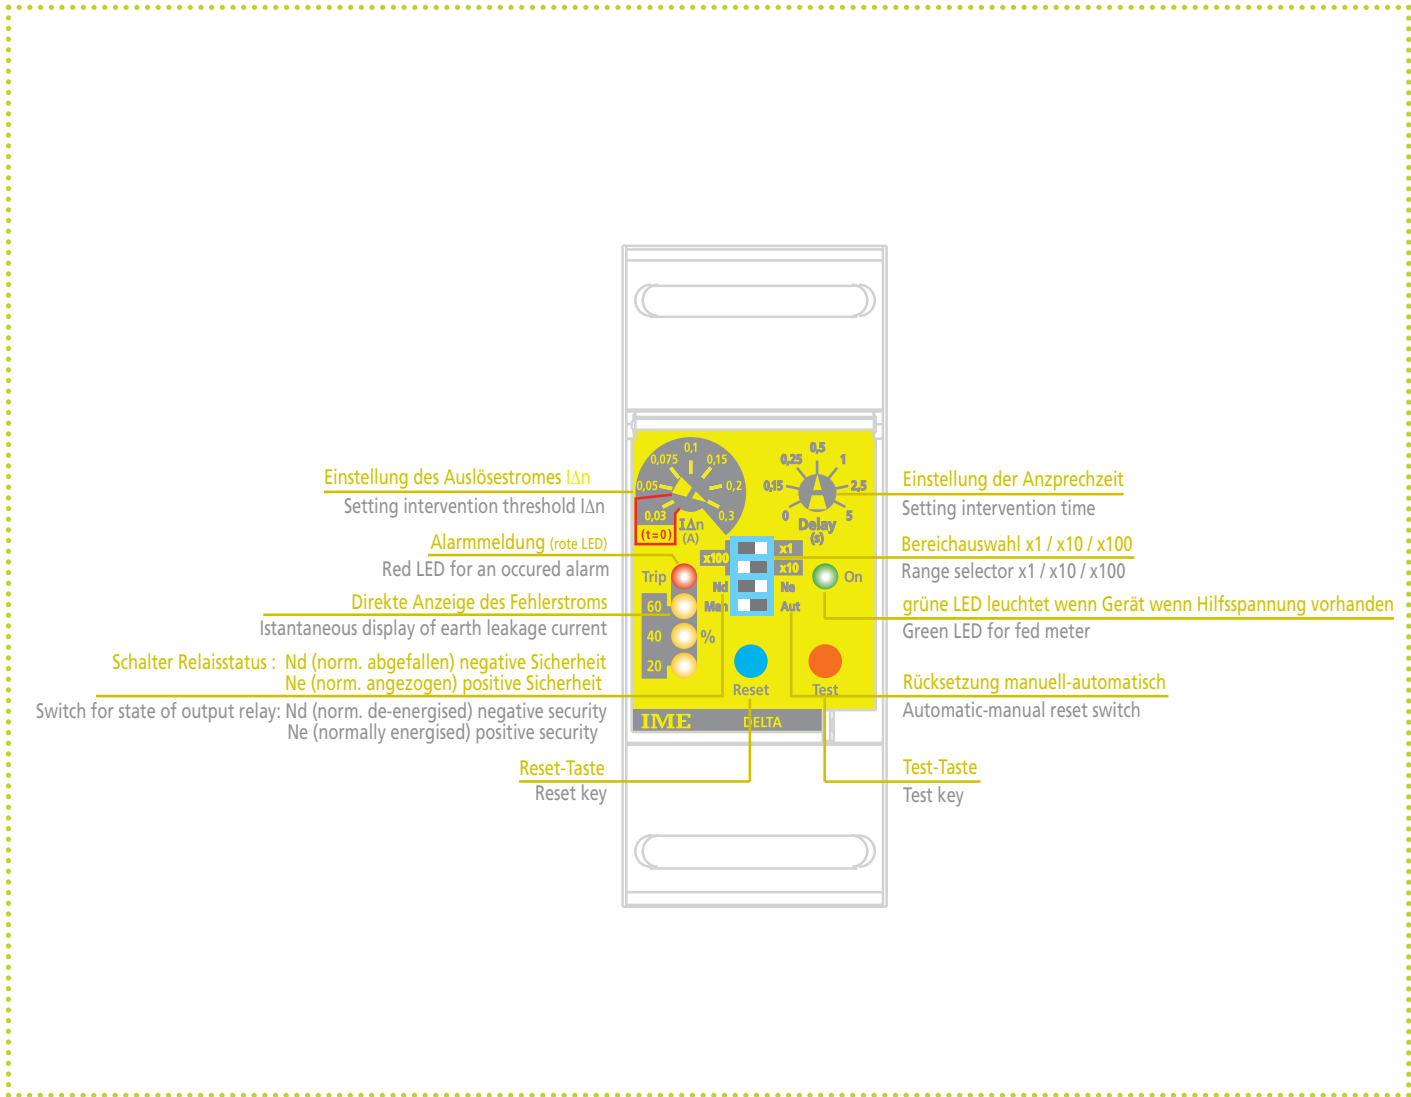 Einstellung des Auslösestromes IΔn
Setting intervention threshold IΔn
Alarmmeldung (rote LED)
Red LED for an occured alarm
Direkte Anzeige des Fehlerstroms
Istantaneous display of earth leakage current
Schalter Relaisstatus : Nd (norm. abgefallen) negative Sicherheit
Ne (norm. angezogen) positive Sicherheit
Switch for state of output relay: Nd (norm. de-energised) negative security
Ne (normally energised) positive security
Reset-Taste
Reset key
0,03
0,05
0,075
0,1
0,15
0,2
0,3
IΔn
(A)
(t=0)
0
0,15
0,25
0,5
1
2,5
5
Delay
(s)
x100
x1
x10
Nd
Ne
Man
Aut
Trip
On
60
40
20
%
Reset
Test
IME
DELTA
Einstellung der Anzprechzeit
Setting intervention time
Bereichauswahl x1 / x10 / x100
Range selector x1 / x10 / x100
grüne LED leuchtet wenn Gerät wenn Hilfsspannung vorhanden
Green LED for fed meter
Rücksetzung manuell-automatisch
Automatic-manual reset switch
Test-Taste
Test key